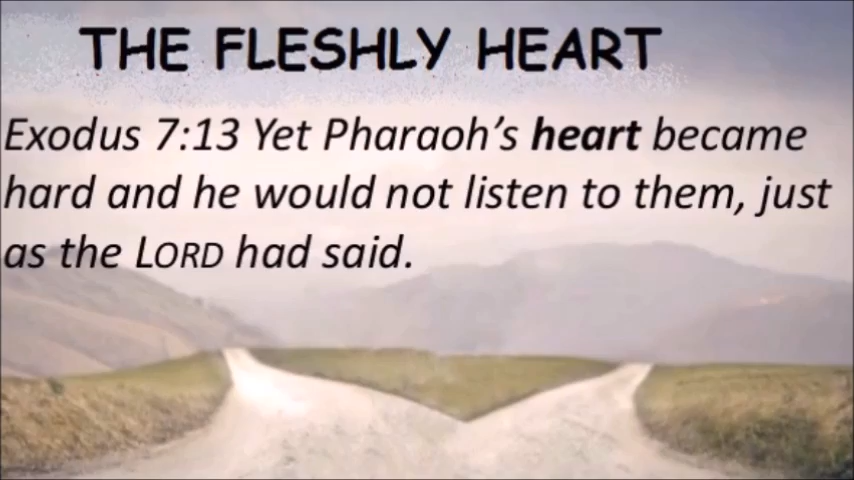 THE FLESHLY HEART
Exodus 7:13 Yet Pharaoh’s heart became
hard and he would not listen to them, just
as the LORD had said.